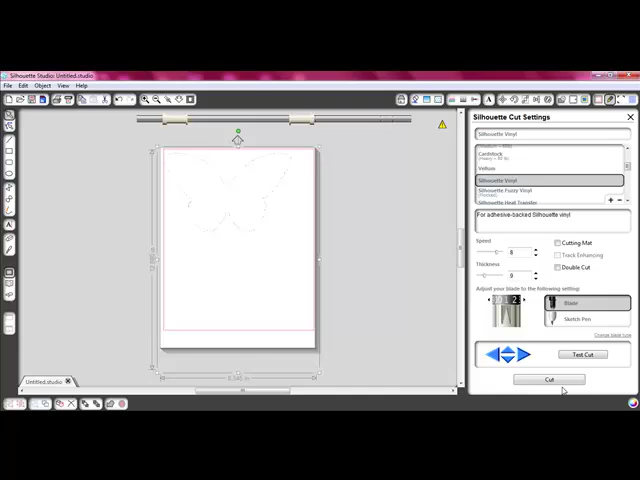 Silhouette Studio: Untitled.studio
File Edit Object View Help
Silhouette Cut Settings
Silhouette Vinyl
Cardstock
Vellum
Silhouette Vinyl
Silhouette Fuzzy Vinyl
Silhouette Heat Transfer
For adhesive-backed Silhouette vinyl
Speed
8
Cutting Mat
Track Enhancing
Thickness
9
Double Cut
Adjust your blade to the following setting:
Blade
Sketch Pen
Change blade type
Test Cut
Cut
Untitled.studio